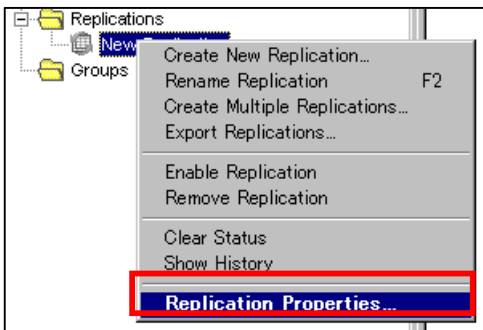 Replications
New
Groups
Create New Replication...
Rename Replication F2
Create Multiple Replications...
Export Replications...
Enable Replication
Remove Replication
Clear Status
Show History
Replication Properties...